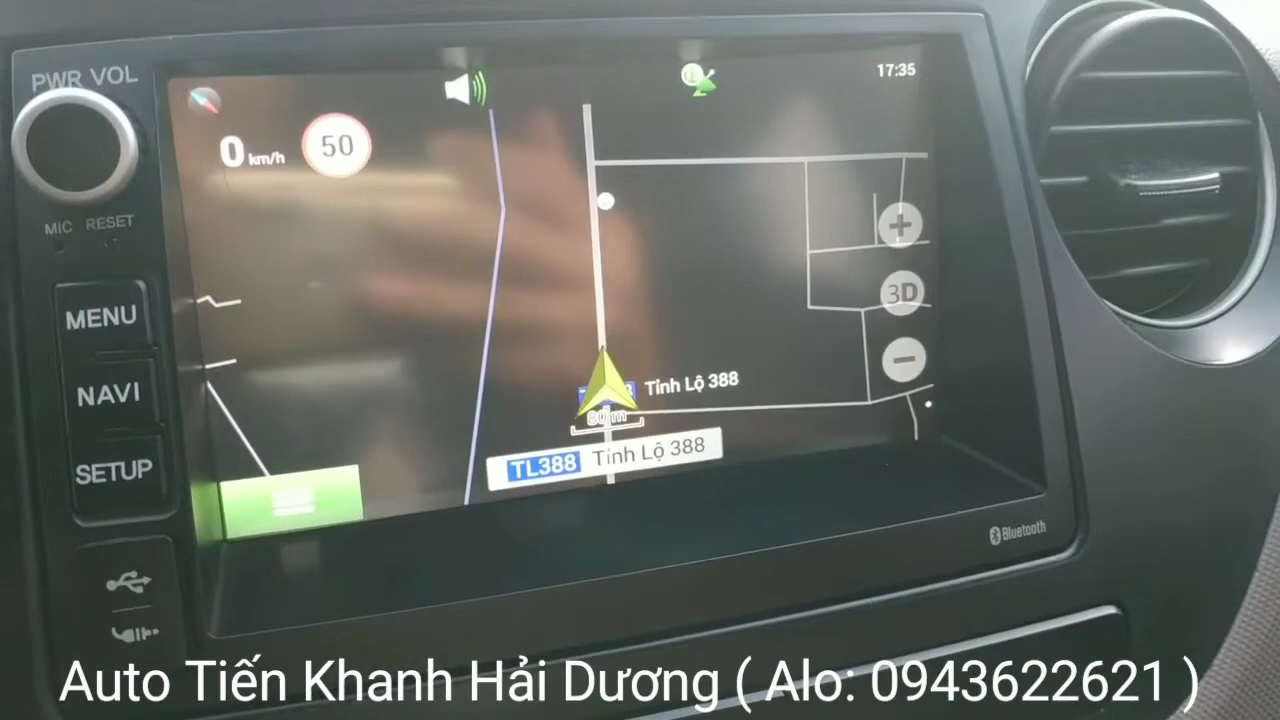 PWR VOL
17:35
0 km/h
50
MIC RESET
MENU
3D
NAVI
Tỉnh Lộ 388
80 m
SETUP
TL388 Tỉnh Lộ 388
Bluetooth
Auto Tiến Khanh Hải Dương ( Alo: 0943622621 )